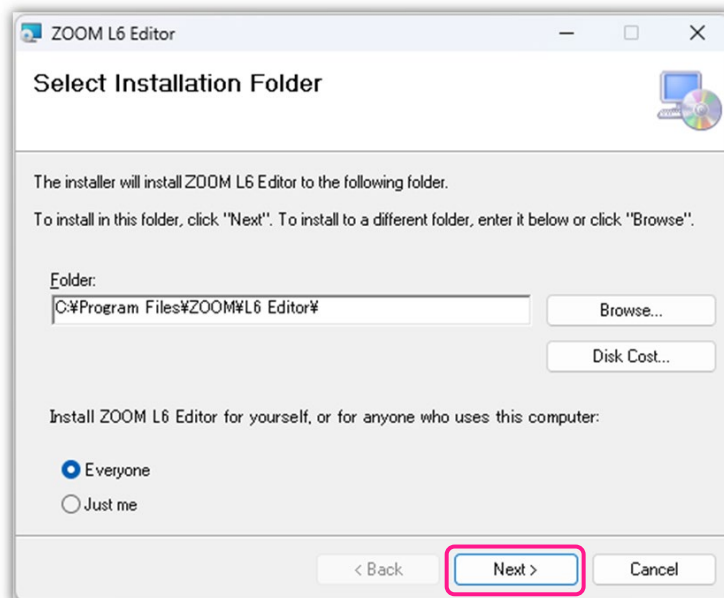 ZOOM L6 Editor
Select Installation Folder
The installer will install ZOOM L6 Editor to the following folder.
To install in this folder, click "Next". To install to a different folder, enter it below or click "Browse".
Folder:
C:¥Program Files¥ZOOM¥L6 Editor¥
Browse...
Disk Cost...
Install ZOOM L6 Editor for yourself, or for anyone who uses this computer:
Everyone
Just me
< Back
Next >
Cancel